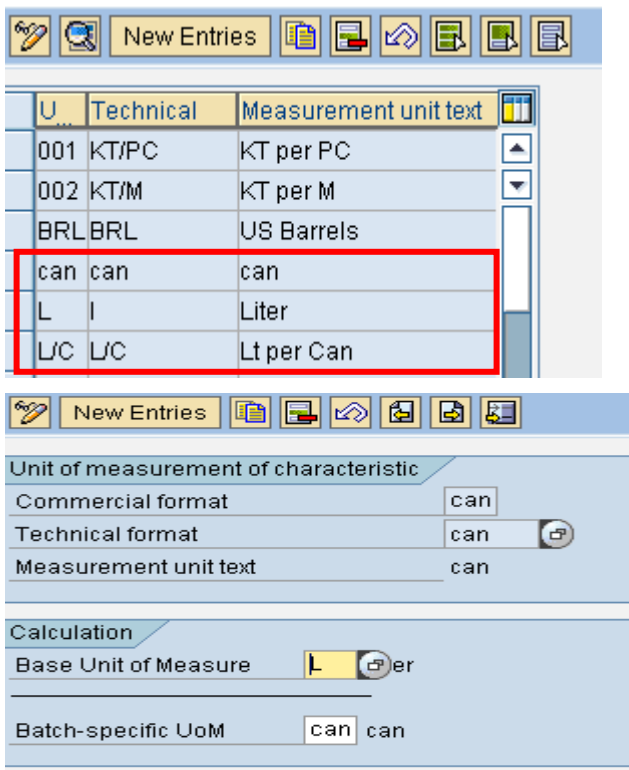 New Entries
U... Technical Measurement unit text
001 KT/PC KT per PC
002 KT/M KT per M
BRL BRL US Barrels
can can can
L l Liter
L/C L/C Lt per Can
New Entries
Unit of measurement of characteristic
Commercial format can
Technical format can
Measurement unit text can
Calculation
Base Unit of Measure L er
Batch-specific UoM can can